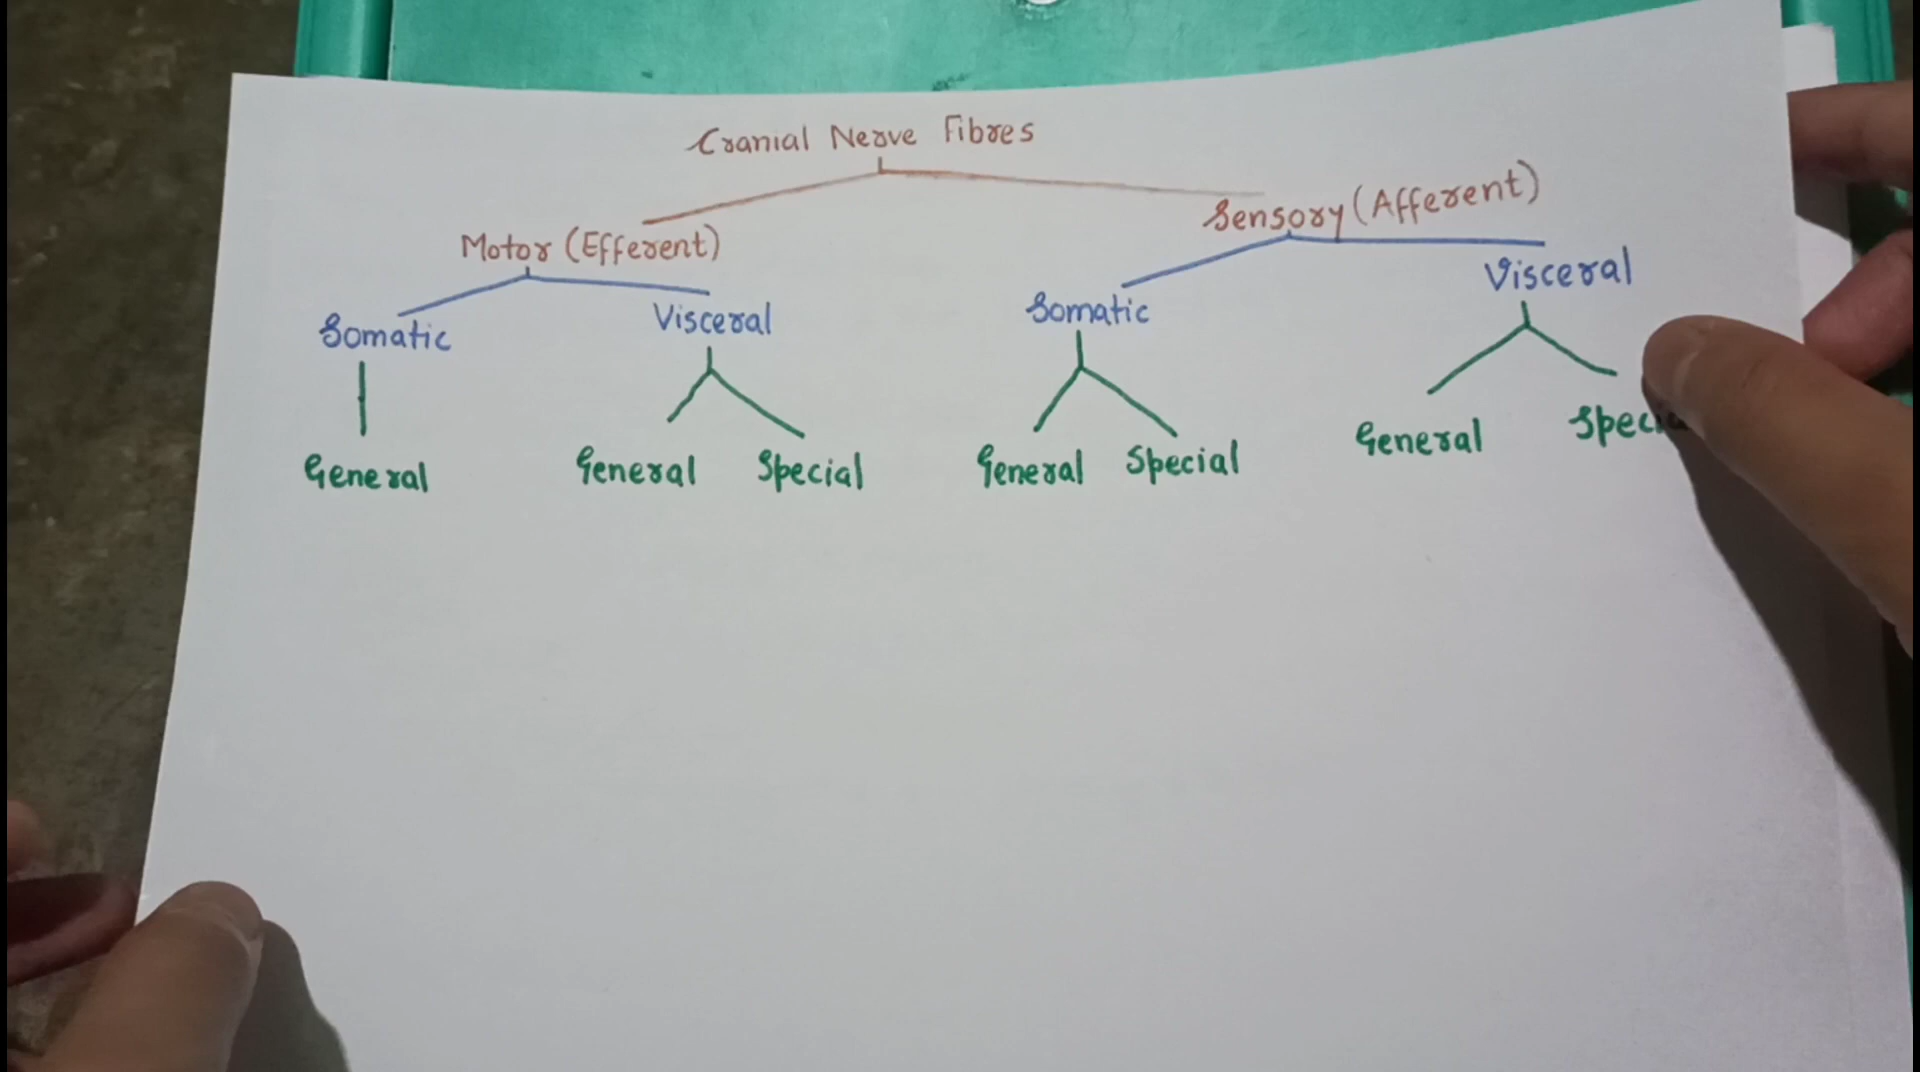 Cranial Nerve Fibres
Motor (Efferent)
Sensory (Afferent)
Somatic
Visceral
Somatic
Visceral
General
General
Special
General
Special
General